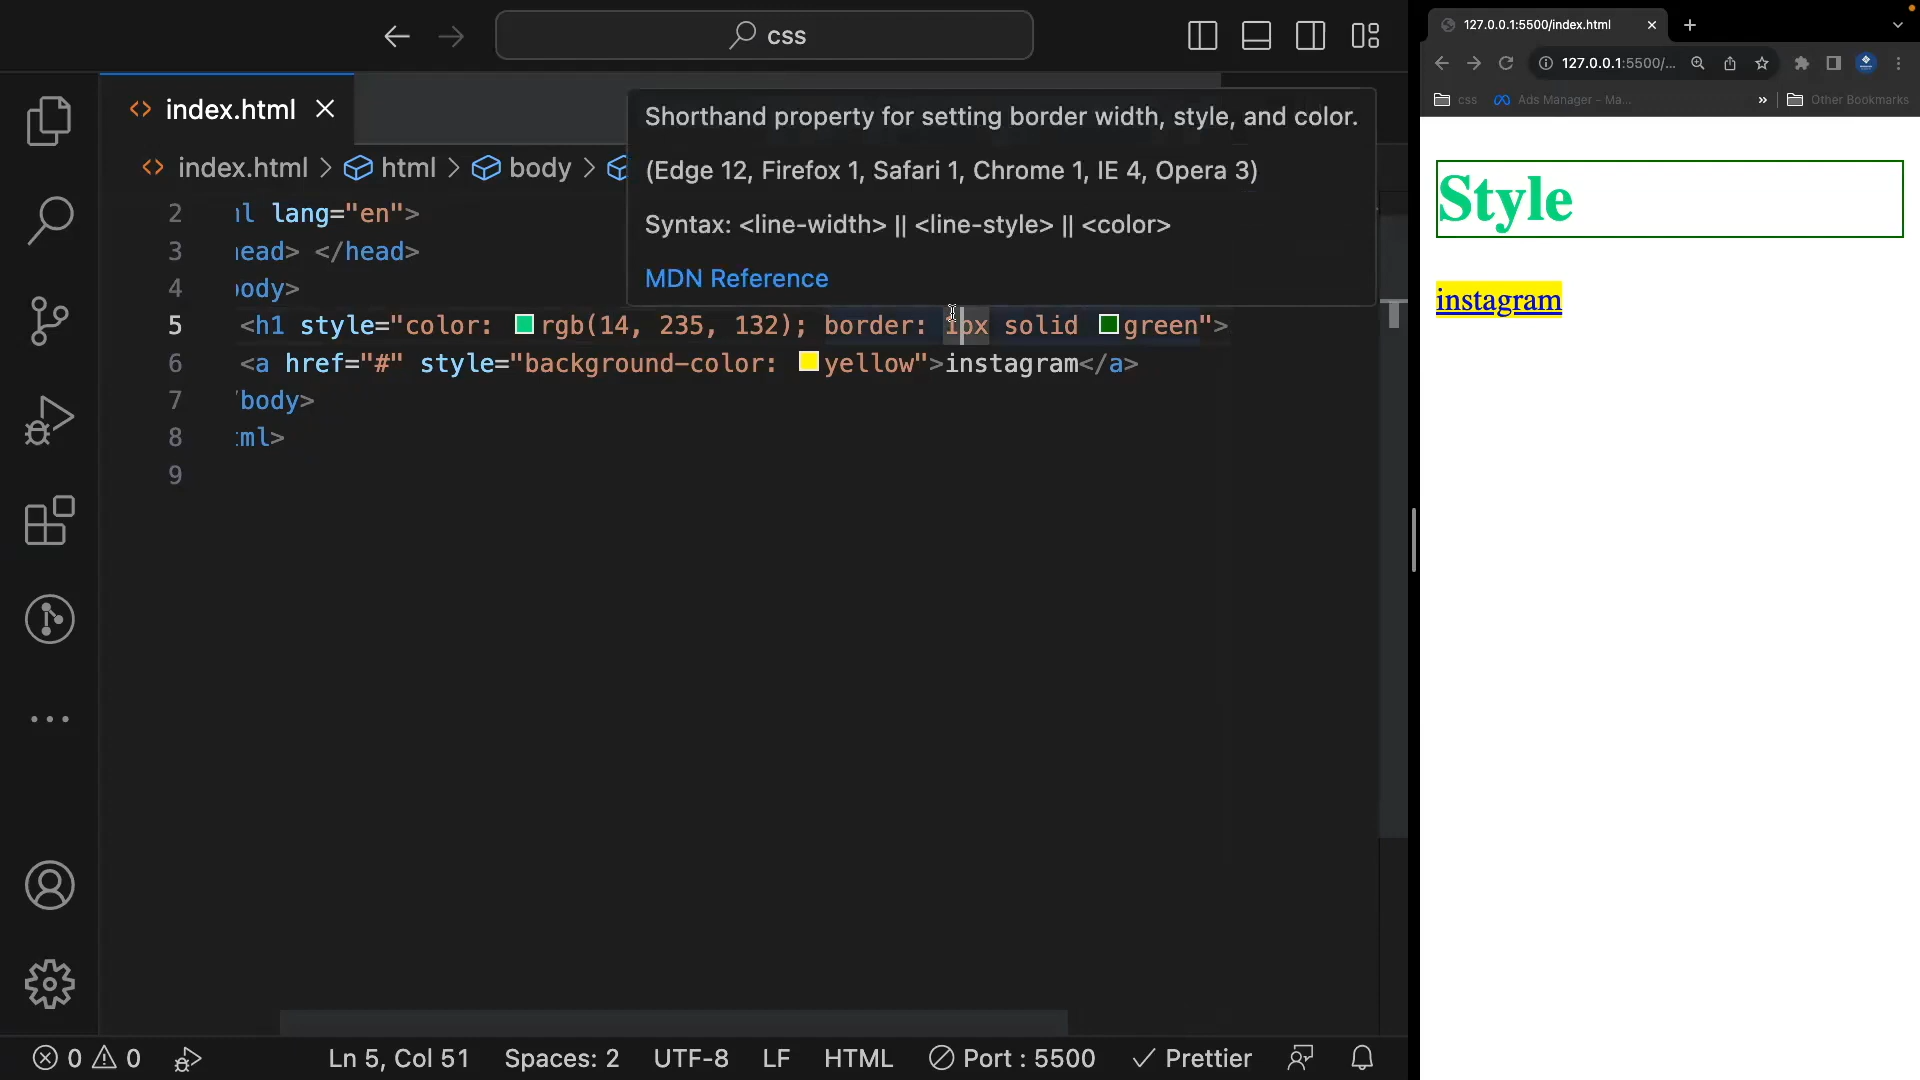 css
index.html
index.html > html > body >
Shorthand property for setting border width, style, and color.
(Edge 12, Firefox 1, Safari 1, Chrome 1, IE 4, Opera 3)
Syntax: <line-width> || <line-style> || <color>
MDN Reference
2 ml lang="en">
3 head> </head>
4 body>
5 <h1 style="color: rgb(14, 235, 132); border: 1px solid green">
6 <a href="#" style="background-color: yellow">instagram</a>
7 /body>
8 tml>
9
0 0 Ln 5, Col 51 Spaces: 2 UTF-8 LF HTML Port : 5500 Prettier
127.0.0.1:5500/index.html
127.0.0.1:5500/...
css Ads Manager - Ma... » Other Bookmarks
Style
instagram